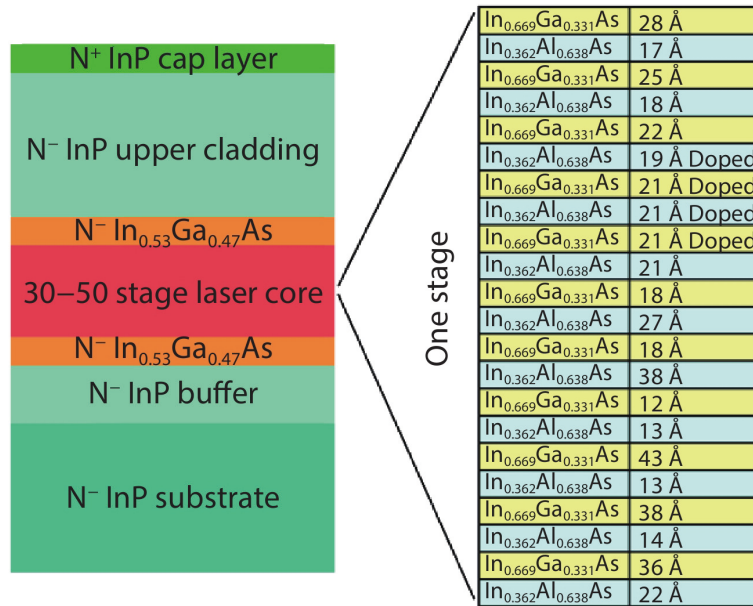 N⁺ InP cap layer
N⁻ InP upper cladding
N⁻ In₀.₅₃Ga₀.₄₇As
30–50 stage laser core
N⁻ In₀.₅₃Ga₀.₄₇As
N⁻ InP buffer
N⁻ InP substrate
One stage
In₀.₆₆₉Ga₀.₃₃₁As 28 Å
In₀.₃₆₂Al₀.₆₃₈As 17 Å
In₀.₆₆₉Ga₀.₃₃₁As 25 Å
In₀.₃₆₂Al₀.₆₃₈As 18 Å
In₀.₆₆₉Ga₀.₃₃₁As 22 Å
In₀.₃₆₂Al₀.₆₃₈As 19 Å Doped
In₀.₆₆₉Ga₀.₃₃₁As 21 Å Doped
In₀.₃₆₂Al₀.₆₃₈As 21 Å Doped
In₀.₆₆₉Ga₀.₃₃₁As 21 Å Doped
In₀.₃₆₂Al₀.₆₃₈As 21 Å
In₀.₆₆₉Ga₀.₃₃₁As 18 Å
In₀.₃₆₂Al₀.₆₃₈As 27 Å
In₀.₆₆₉Ga₀.₃₃₁As 18 Å
In₀.₃₆₂Al₀.₆₃₈As 38 Å
In₀.₆₆₉Ga₀.₃₃₁As 12 Å
In₀.₃₆₂Al₀.₆₃₈As 13 Å
In₀.₆₆₉Ga₀.₃₃₁As 43 Å
In₀.₃₆₂Al₀.₆₃₈As 13 Å
In₀.₆₆₉Ga₀.₃₃₁As 38 Å
In₀.₃₆₂Al₀.₆₃₈As 14 Å
In₀.₆₆₉Ga₀.₃₃₁As 36 Å
In₀.₃₆₂Al₀.₆₃₈As 22 Å